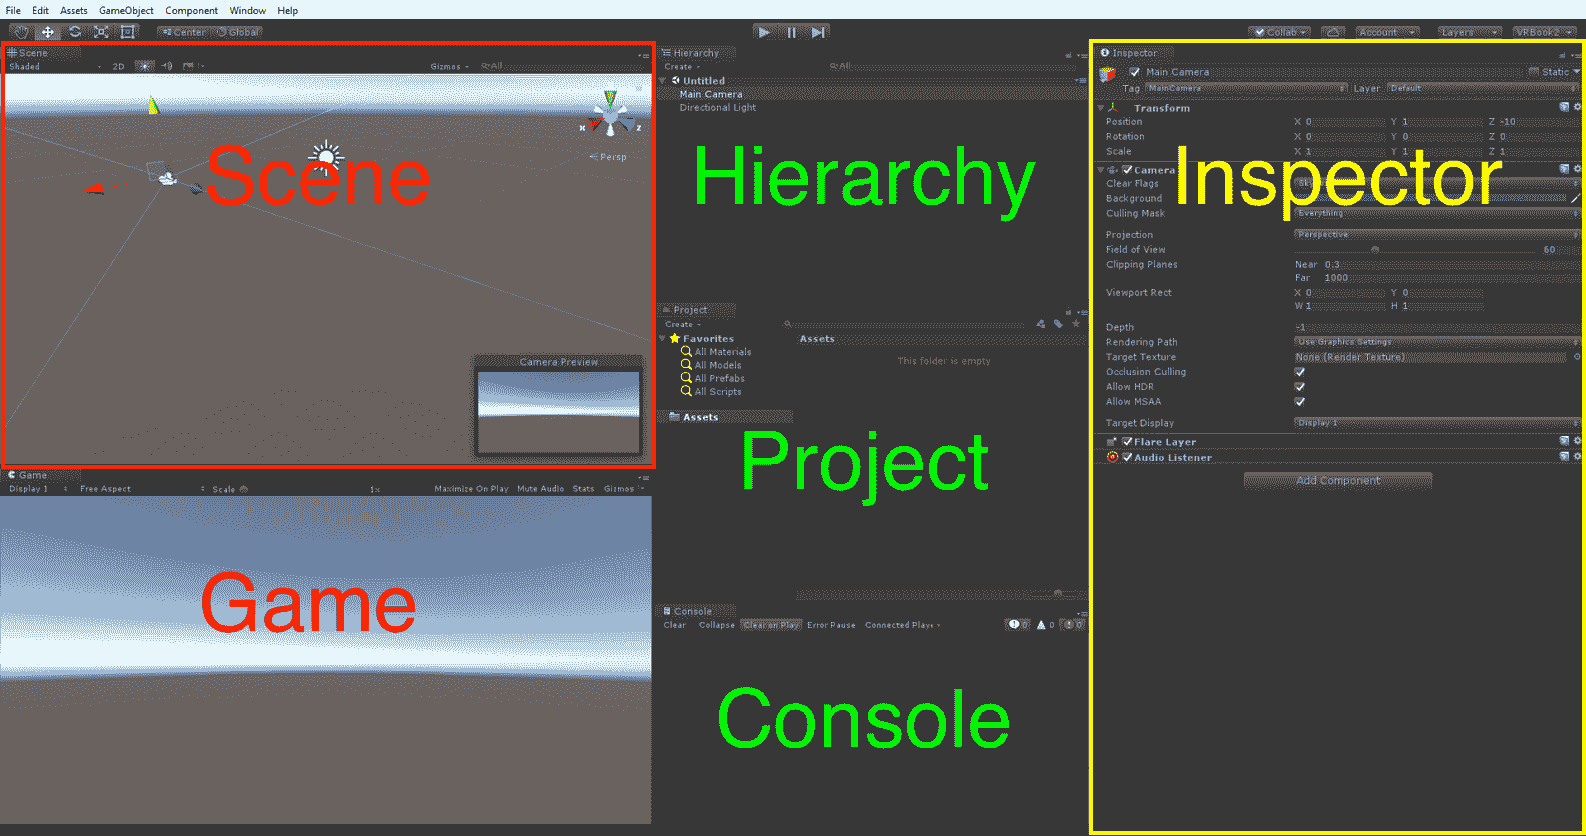 File Edit Assets GameObject Component Window Help
Center Global
Collab Account Layers VRBook2
Scene
Shaded 2D Gizmos All
Y
X Z
Persp
Scene
Camera Preview
Game
Display 1 Free Aspect Scale 1x Maximize On Play Mute Audio Stats Gizmos
Game
Hierarchy
Create All
Untitled
Main Camera
Directional Light
Hierarchy
Project
Create
Favorites
All Materials
All Models
All Prefabs
All Scripts
Assets
Assets
This folder is empty
Project
Console
Clear Collapse Clear on Play Error Pause Connected Playe
0 0 0
Console
Inspector
Main Camera Static
Tag MainCamera Layer Default
Transform
Position X 0 Y 1 Z -10
Rotation X 0 Y 0 Z 0
Scale X 1 Y 1 Z 1
Inspector
Camera
Clear Flags
Background
Culling Mask Everything
Projection Perspective
Field of View 60
Clipping Planes Near 0.3
Far 1000
Viewport Rect X 0 Y 0
W 1 H 1
Depth -1
Rendering Path Use Graphics Settings
Target Texture None (Render Texture)
Occlusion Culling
Allow HDR
Allow MSAA
Target Display Display 1
Flare Layer
Audio Listener
Add Component